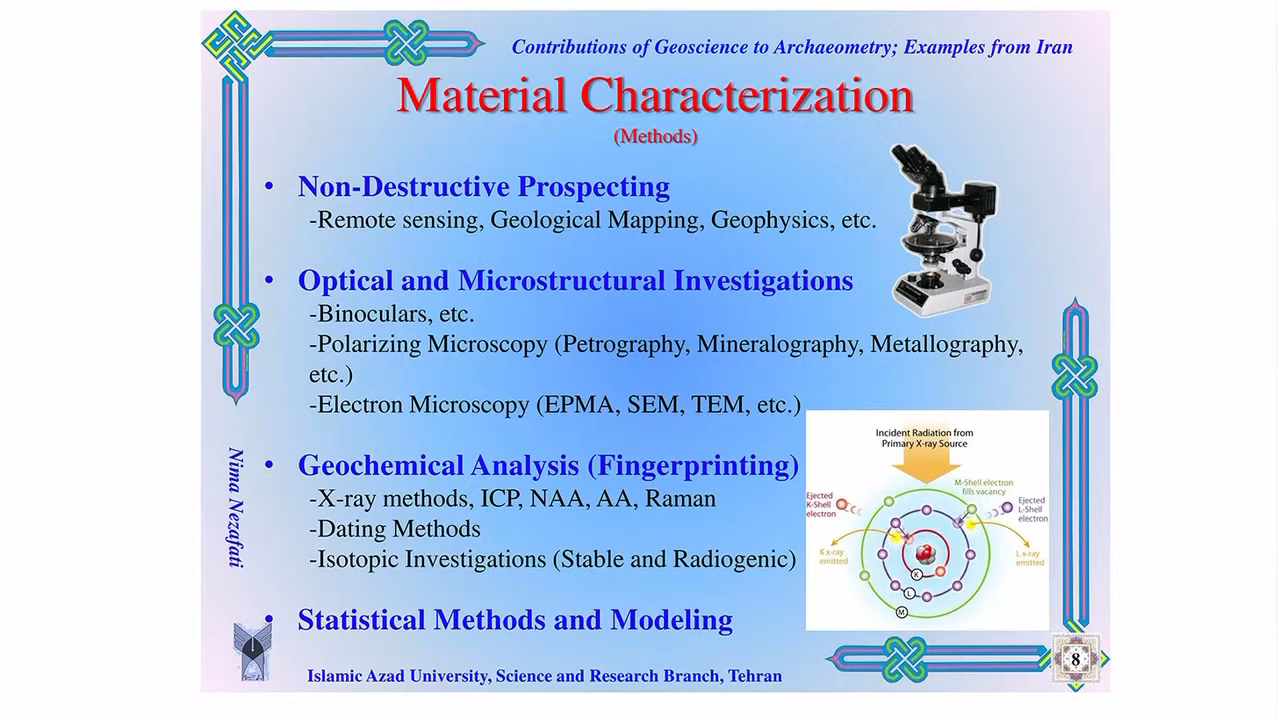 Contributions of Geoscience to Archaeometry; Examples from Iran
Material Characterization
(Methods)
• Non-Destructive Prospecting
-Remote sensing, Geological Mapping, Geophysics, etc.
• Optical and Microstructural Investigations
-Binoculars, etc.
-Polarizing Microscopy (Petrography, Mineralography, Metallography,
etc.)
-Electron Microscopy (EPMA, SEM, TEM, etc.)
• Geochemical Analysis (Fingerprinting)
-X-ray methods, ICP, NAA, AA, Raman
-Dating Methods
-Isotopic Investigations (Stable and Radiogenic)
• Statistical Methods and Modeling
Incident Radiation from
Primary X-ray Source
M-Shell electron
fills vacancy
Ejected
K-Shell
electron
Ejected
L-Shell
electron
K x-ray
emitted
L x-ray
emitted
K
L
M
Nima Nezafati
Islamic Azad University, Science and Research Branch, Tehran
8